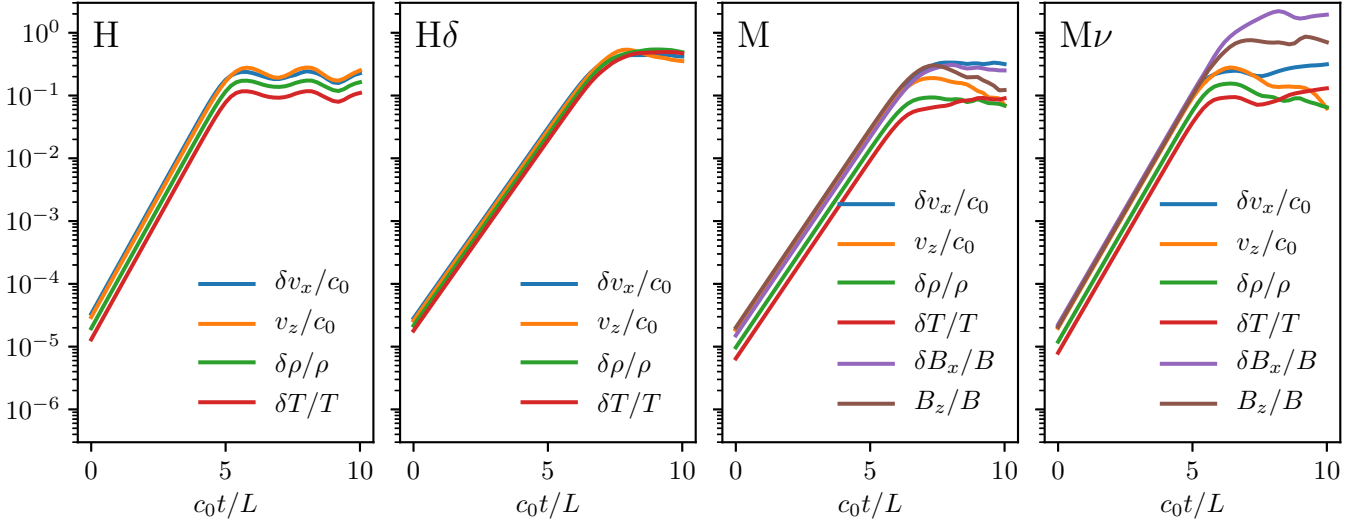 H
Hδ
M
Mν
10⁰
10⁻¹
10⁻²
10⁻³
10⁻⁴
10⁻⁵
10⁻⁶
δv_x/c_0
v_z/c_0
δρ/ρ
δT/T
δv_x/c_0
v_z/c_0
δρ/ρ
δT/T
δv_x/c_0
v_z/c_0
δρ/ρ
δT/T
δB_x/B
B_z/B
δv_x/c_0
v_z/c_0
δρ/ρ
δT/T
δB_x/B
B_z/B
0 5 10
0 5 10
0 5 10
0 5 10
c_0t/L
c_0t/L
c_0t/L
c_0t/L